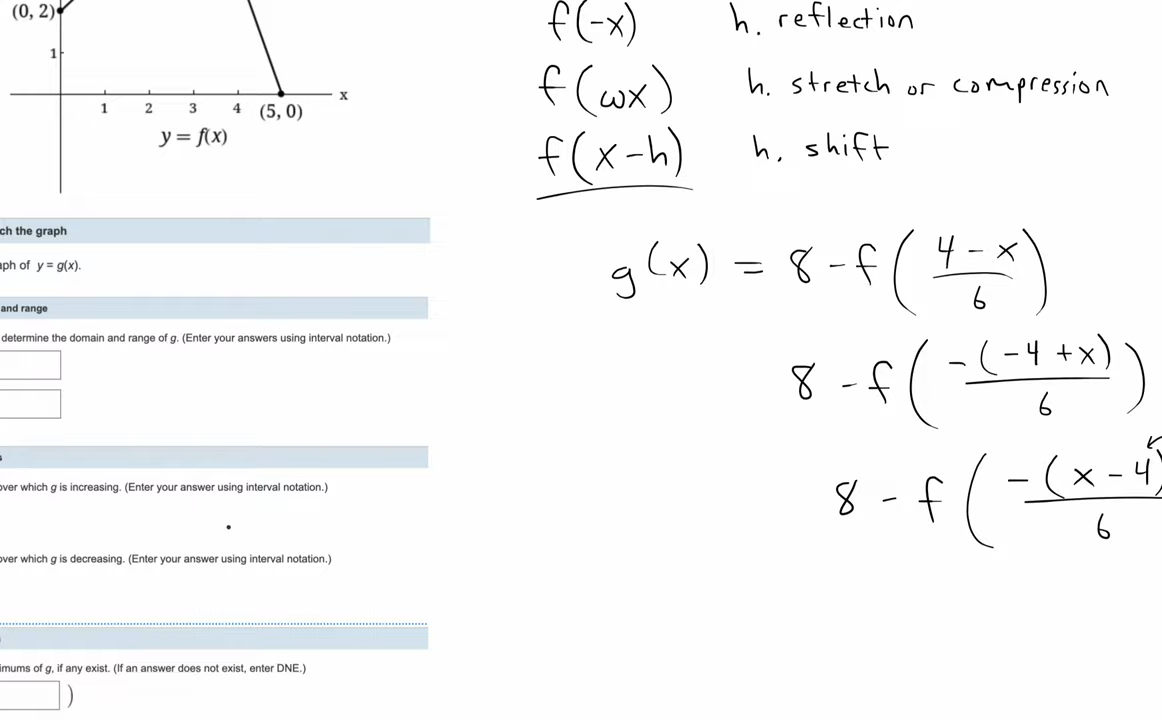 (0, 2)
1
1 2 3 4 (5, 0) x
y = f(x)
f(-x) h. reflection
f(ωx) h. stretch or compression
f(x-h) h. shift
ch the graph
aph of y = g(x).
g(x) = 8 - f((4 - x)/6)
and range
determine the domain and range of g. (Enter your answers using interval notation.)
8 - f(-(-4 + x)/6)
s
over which g is increasing. (Enter your answer using interval notation.)
8 - f(-(x - 4)/6
over which g is decreasing. (Enter your answer using interval notation.)
imums of g, if any exist. (If an answer does not exist, enter DNE.)
)